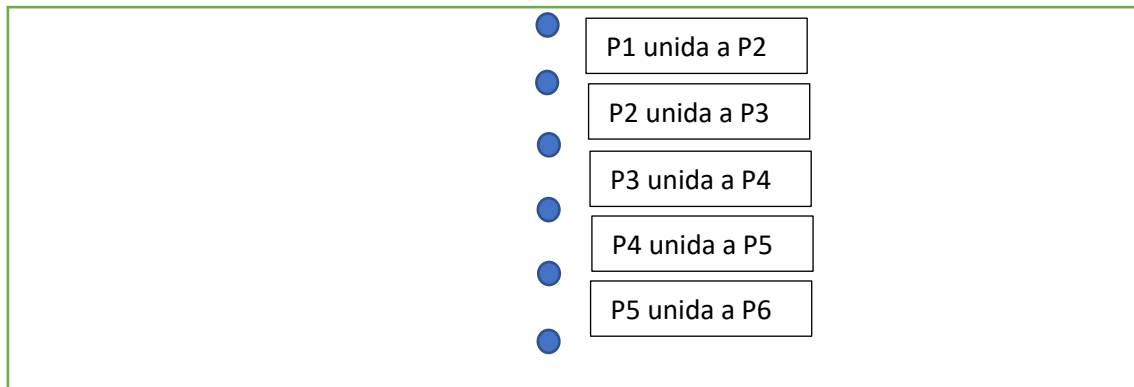 P1 unida a P2
P2 unida a P3
P3 unida a P4
P4 unida a P5
P5 unida a P6